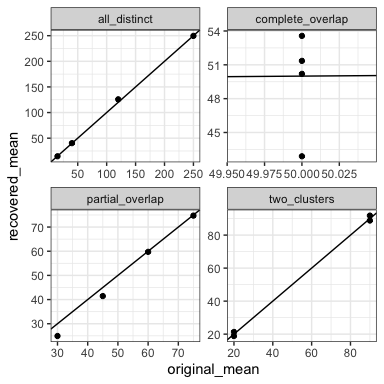 all_distinct
complete_overlap
250
200
150
100
50
50 100 150 200 250
54
51
48
45
49.950 49.975 50.000 50.025
partial_overlap
two_clusters
70
60
50
40
30
30 40 50 60 70
80
60
40
20
20 40 60 80
recovered_mean
original_mean